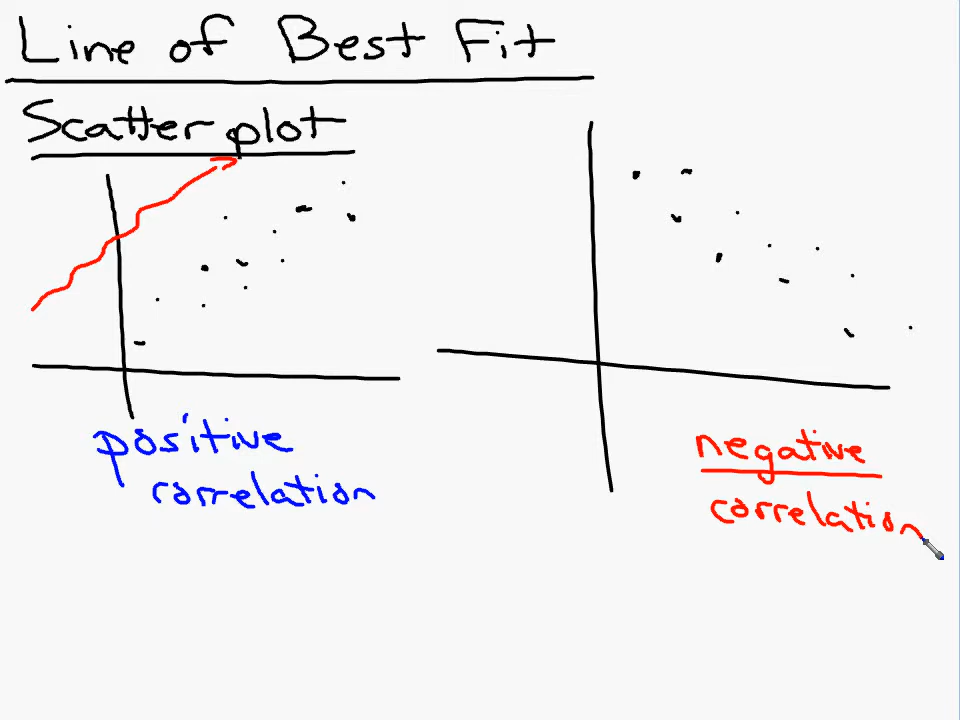 Line of Best Fit
Scatter plot
positive
correlation
negative
correlation